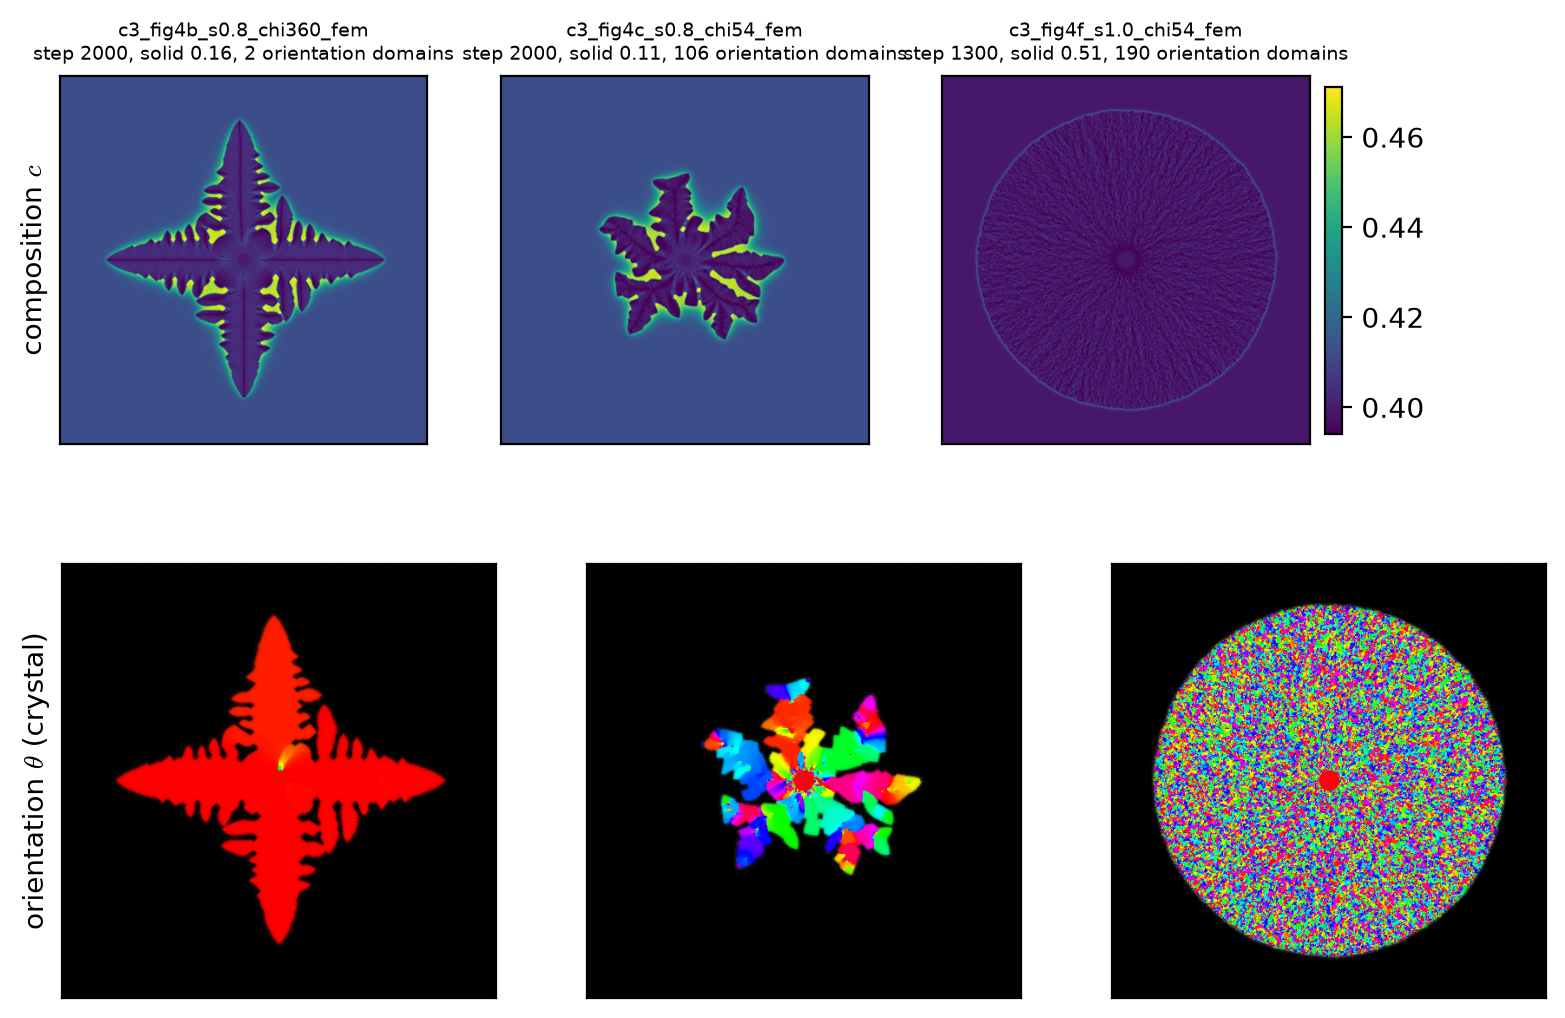 c3_fig4b_s0.8_chi360_fem
step 2000, solid 0.16, 2 orientation domains
c3_fig4c_s0.8_chi54_fem
step 2000, solid 0.11, 106 orientation domains
c3_fig4f_s1.0_chi54_fem
step 1300, solid 0.51, 190 orientation domains
composition c
0.46
0.44
0.42
0.40
orientation θ (crystal)